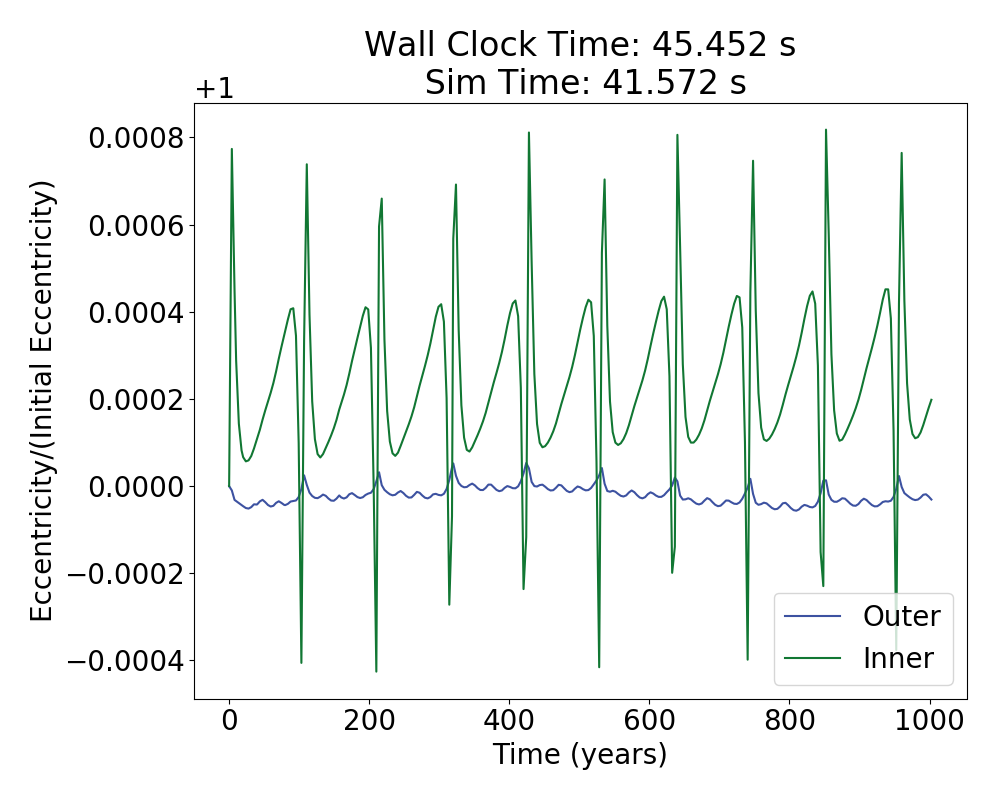 Wall Clock Time: 45.452 s
Sim Time: 41.572 s
+1
0.0008
0.0006
0.0004
0.0002
0.0000
−0.0002
−0.0004
Eccentricity/(Initial Eccentricity)
Outer
Inner
0 200 400 600 800 1000
Time (years)